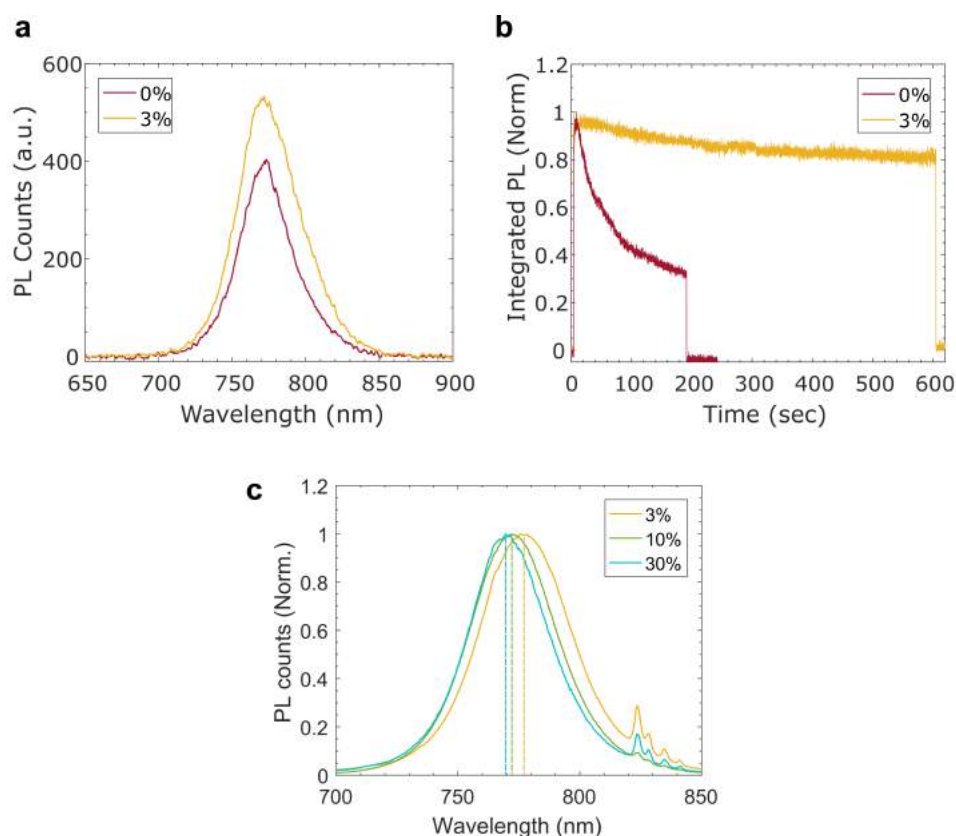 a
600
400
200
0
PL Counts (a.u.)
0%
3%
650 700 750 800 850 900
Wavelength (nm)
b
1.2
1
0.8
0.6
0.4
0.2
0
Integrated PL (Norm)
0%
3%
0 100 200 300 400 500 600
Time (sec)
c
1.2
1
0.8
0.6
0.4
0.2
0
PL counts (Norm.)
3%
10%
30%
700 750 800 850
Wavelength (nm)